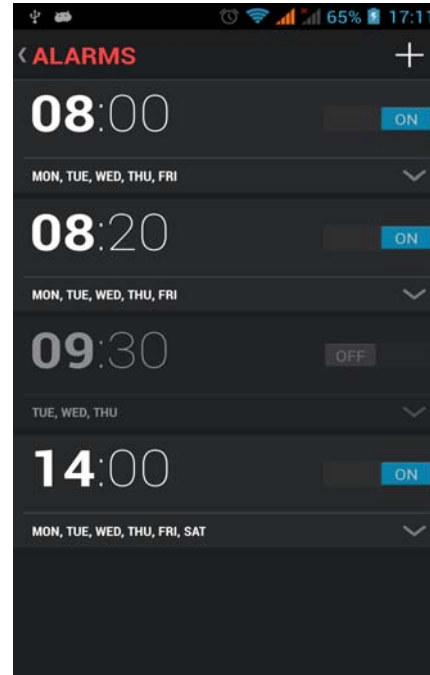 65% 17:11
ALARMS
08:00
ON
MON, TUE, WED, THU, FRI
08:20
ON
MON, TUE, WED, THU, FRI
09:30
OFF
TUE, WED, THU
14:00
ON
MON, TUE, WED, THU, FRI, SAT